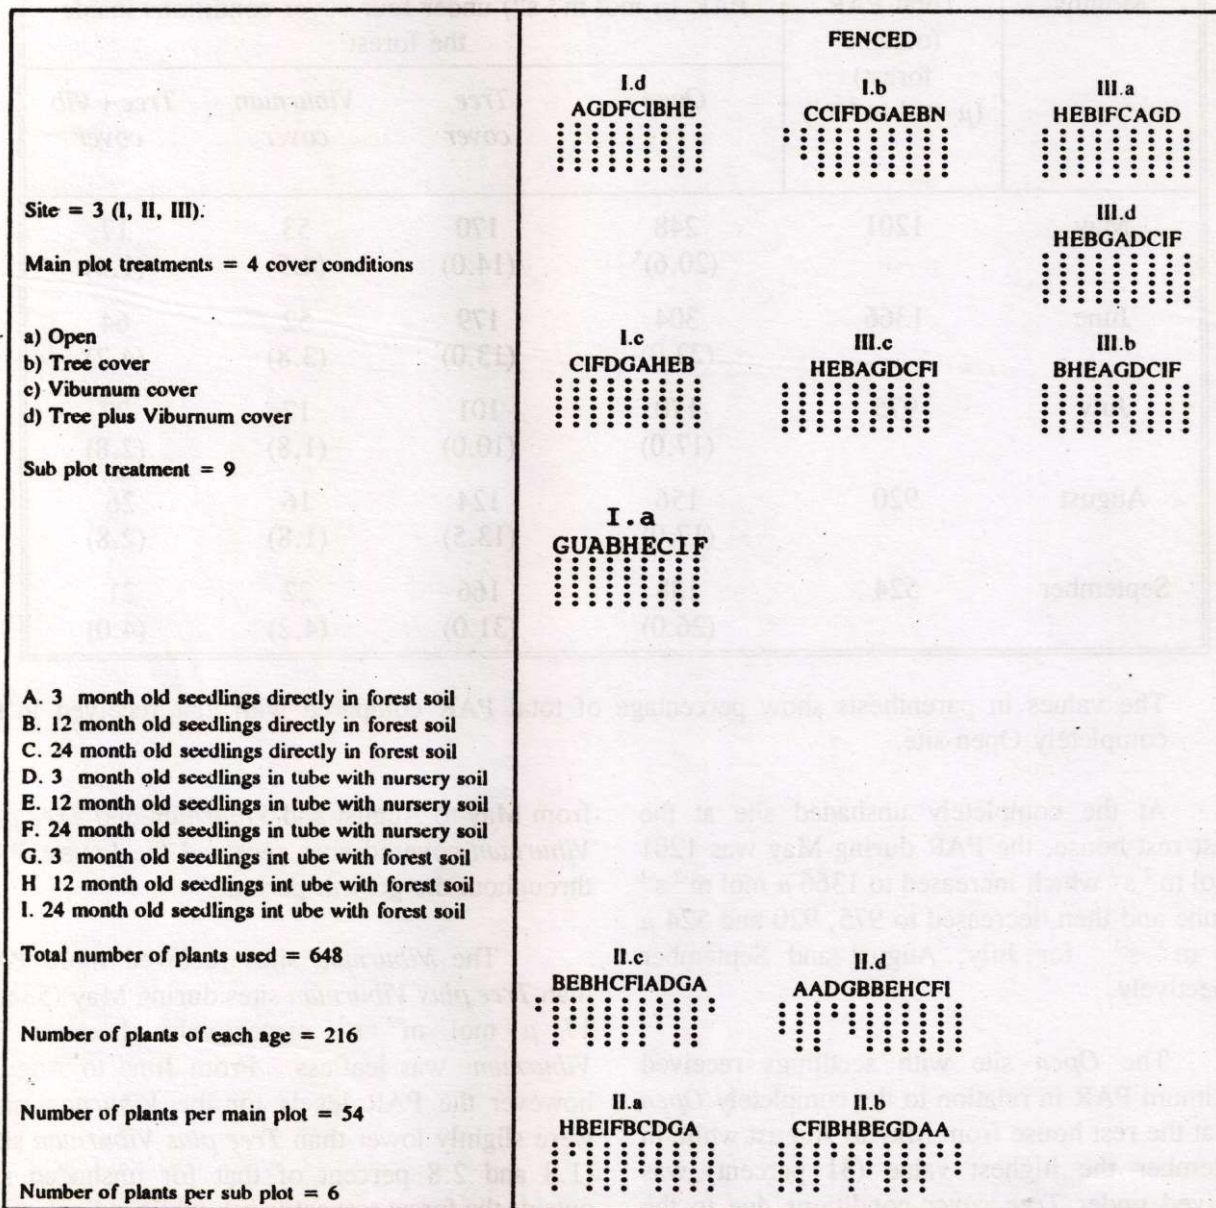 FENCED
I.d
AGDFCIBHE
I.b
CCIFDGAEBN
III.a
HEBIFCAGD
Site = 3 (I, II, III).
III.d
HEBGADCIF
Main plot treatments = 4 cover conditions
a) Open
b) Tree cover
c) Viburnum cover
d) Tree plus Viburnum cover
I.c
CIFDGAHEB
III.c
HEBAGDCFI
III.b
BHEAGDCIF
Sub plot treatment = 9
I.a
GUABHECIF
A. 3 month old seedlings directly in forest soil
B. 12 month old seedlings directly in forest soil
C. 24 month old seedlings directly in forest soil
D. 3 month old seedlings in tube with nursery soil
E. 12 month old seedlings in tube with nursery soil
F. 24 month old seedlings in tube with nursery soil
G. 3 month old seedlings int ube with forest soil
H 12 month old seedlings int ube with forest soil
I. 24 month old seedlings int ube with forest soil
Total number of plants used = 648
II.c
BEBHCFIADGA
II.d
AADGBBEHCFI
Number of plants of each age = 216
II.a
HBEIFBCDGA
II.b
CFIBHBEGDAA
Number of plants per main plot = 54
Number of plants per sub plot = 6